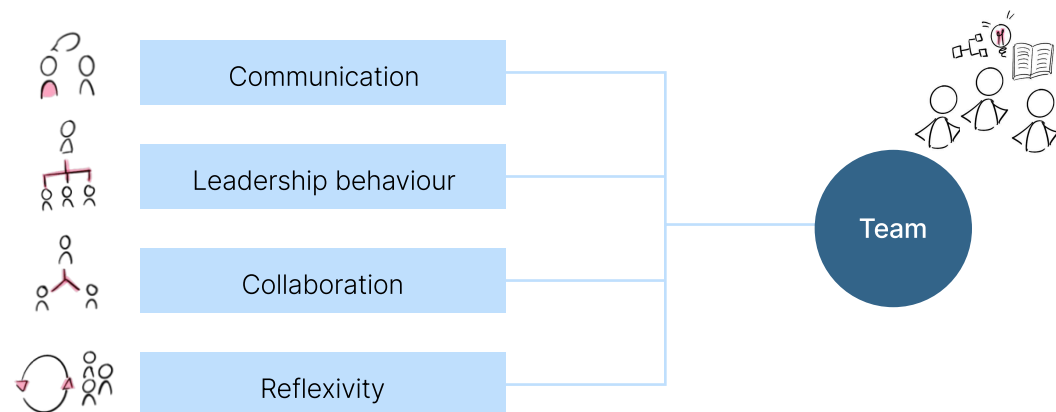 Communication
Leadership behaviour
Team
Collaboration
Reflexivity